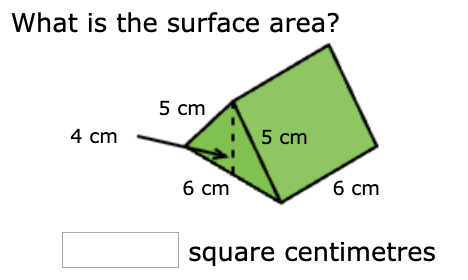 What is the surface area?
5 cm
4 cm
5 cm
6 cm
6 cm
square centimetres